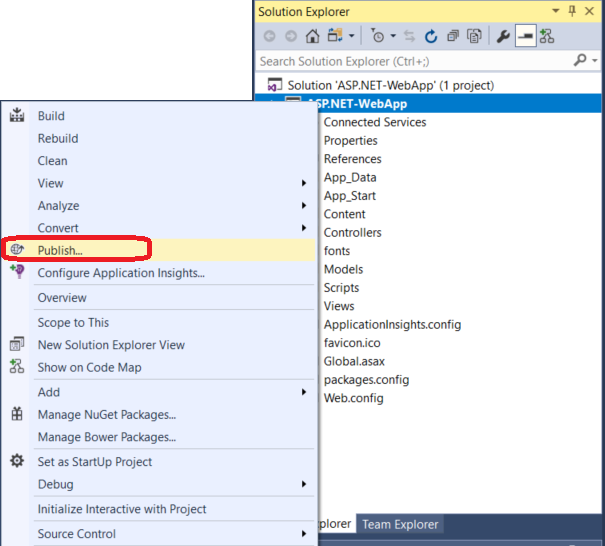 Solution Explorer
Search Solution Explorer (Ctrl+;)
Solution 'ASP.NET-WebApp' (1 project)
ASP.NET-WebApp
Connected Services
Properties
References
App_Data
App_Start
Content
Controllers
fonts
Models
Scripts
Views
ApplicationInsights.config
favicon.ico
Global.asax
packages.config
Web.config
Build
Rebuild
Clean
View
Analyze
Convert
Publish...
Configure Application Insights...
Overview
Scope to This
New Solution Explorer View
Show on Code Map
Add
Manage NuGet Packages...
Manage Bower Packages...
Set as StartUp Project
Debug
Initialize Interactive with Project
Source Control
plorer Team Explorer